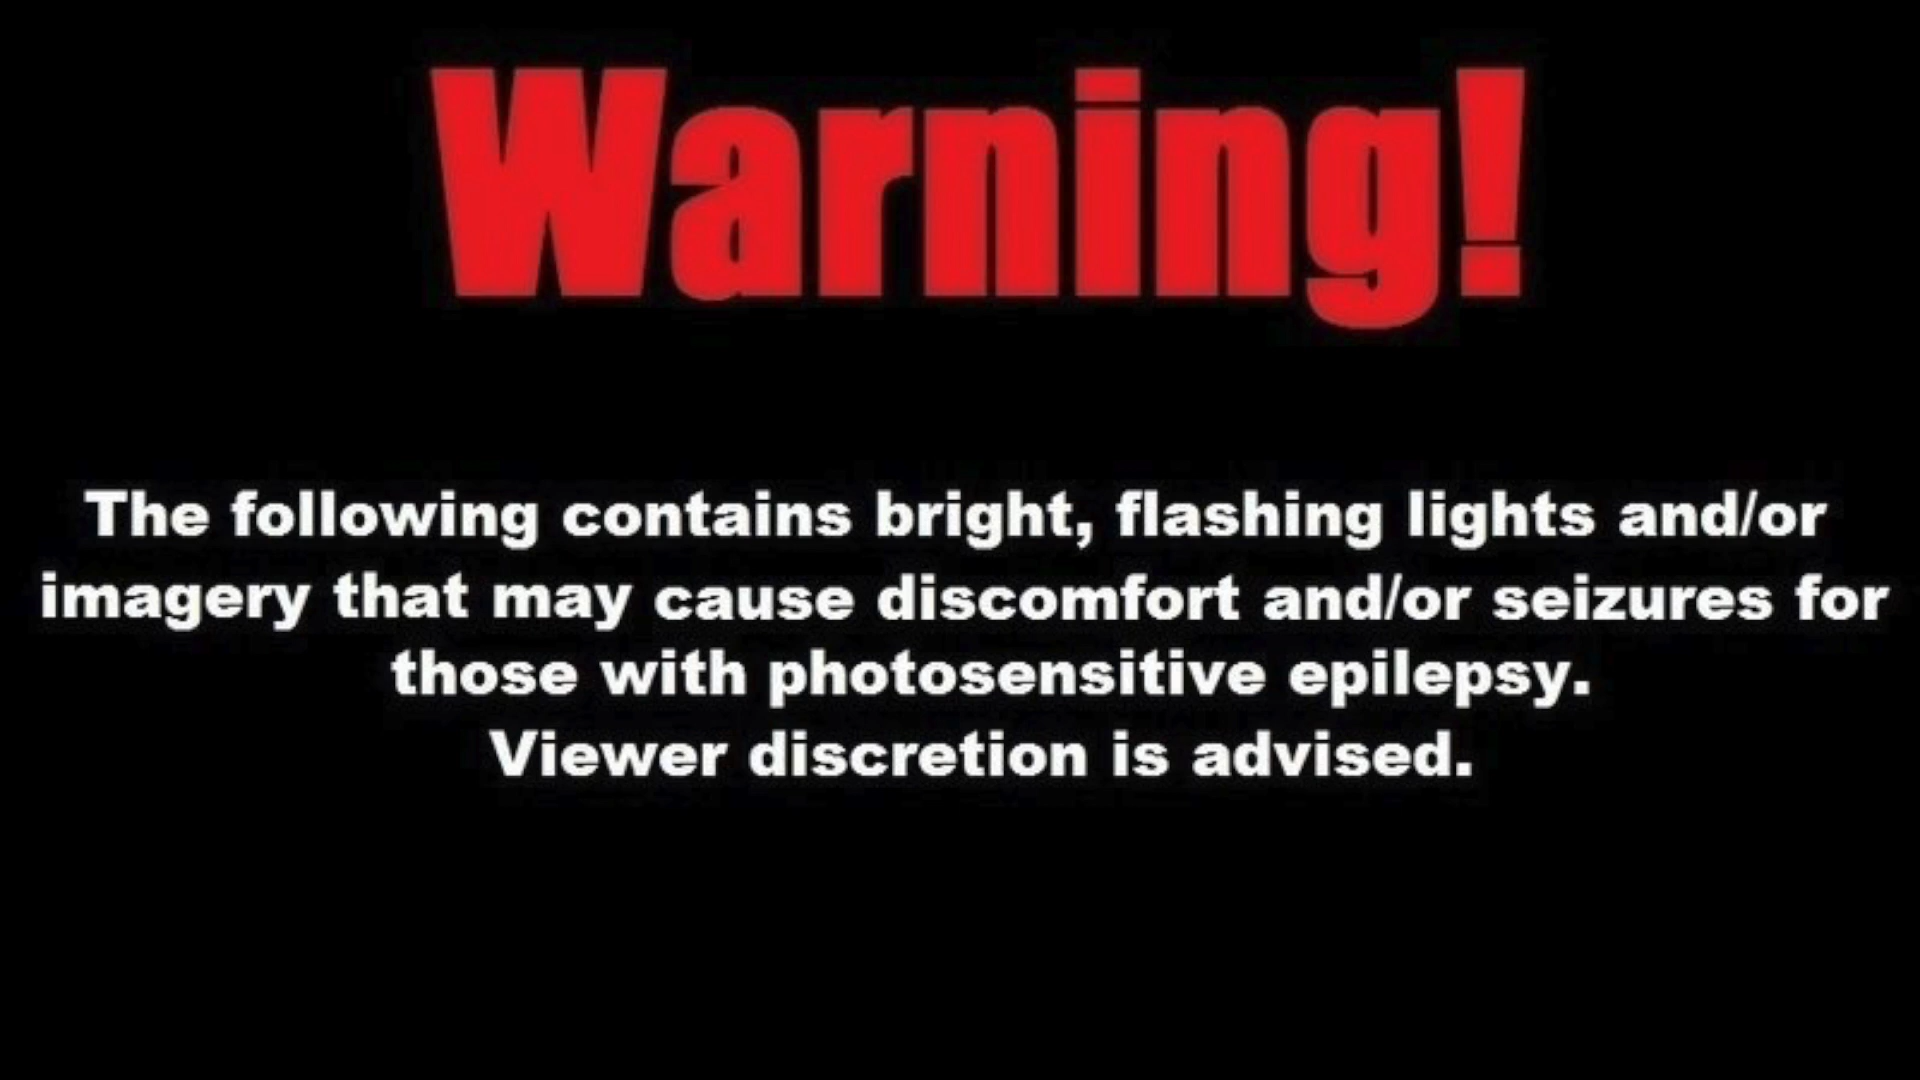 Warning!
The following contains bright, flashing lights and/or
imagery that may cause discomfort and/or seizures for
those with photosensitive epilepsy.
Viewer discretion is advised.